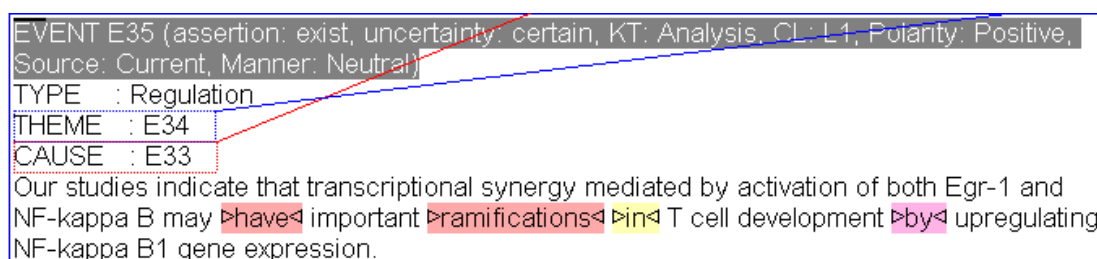 EVENT E35 (assertion: exist, uncertainty: certain, KT: Analysis, CL: L1, Polarity: Positive,
Source: Current, Manner: Neutral)
TYPE : Regulation
THEME : E34
CAUSE : E33
Our studies indicate that transcriptional synergy mediated by activation of both Egr-1 and
NF-kappa B may ⊳have⊲ important ⊳ramifications⊲ ⊳in⊲ T cell development ⊳by⊲ upregulating
NF-kappa B1 gene expression.